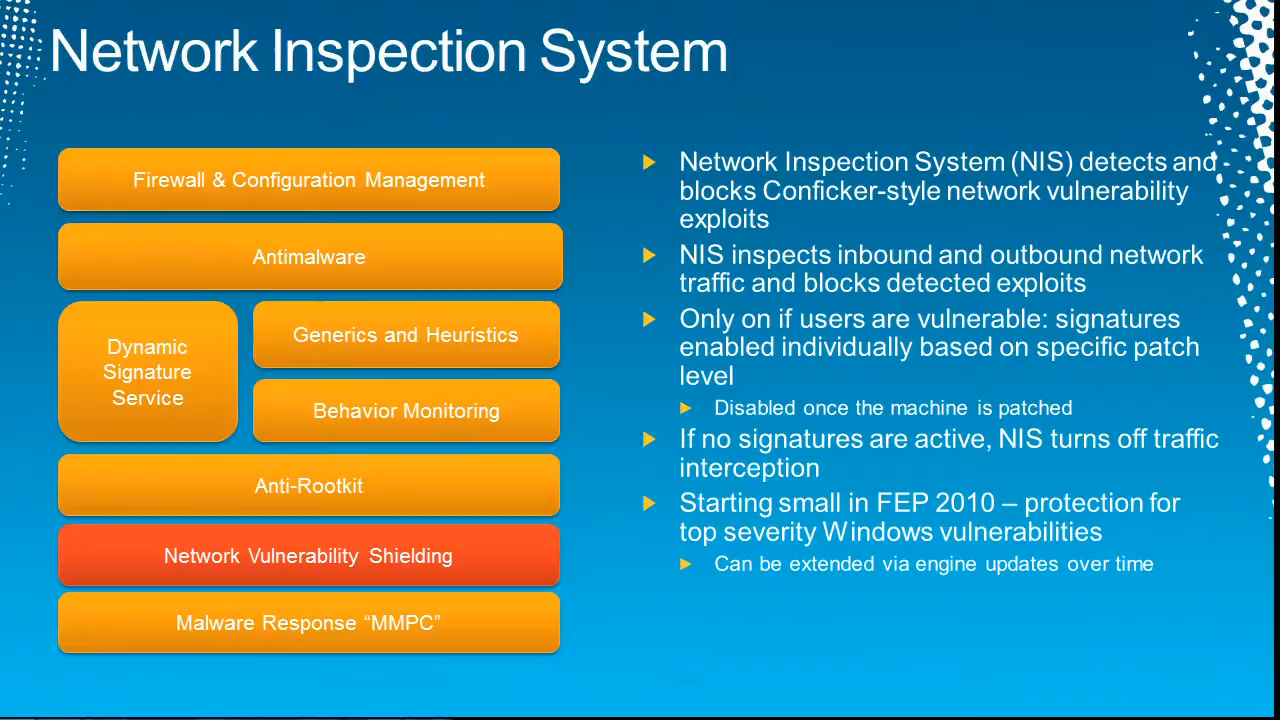 Network Inspection System
Firewall & Configuration Management
Antimalware
Dynamic
Signature
Service
Generics and Heuristics
Behavior Monitoring
Anti-Rootkit
Network Vulnerability Shielding
Malware Response “MMPC”
Network Inspection System (NIS) detects and
blocks Conficker-style network vulnerability
exploits
NIS inspects inbound and outbound network
traffic and blocks detected exploits
Only on if users are vulnerable: signatures
enabled individually based on specific patch
level
Disabled once the machine is patched
If no signatures are active, NIS turns off traffic
interception
Starting small in FEP 2010 – protection for
top severity Windows vulnerabilities
Can be extended via engine updates over time